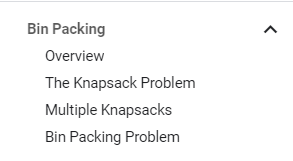 Bin Packing
Overview
The Knapsack Problem
Multiple Knapsacks
Bin Packing Problem